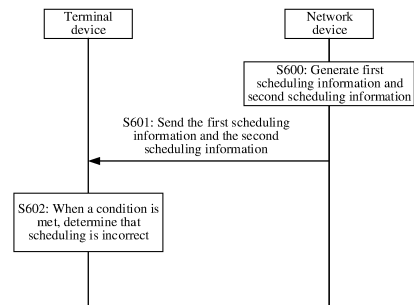 Terminal
device
Network
device
S600: Generate first
scheduling information and
second scheduling information
S601: Send the first scheduling
information and the second
scheduling information
S602: When a condition is
met, determine that
scheduling is incorrect